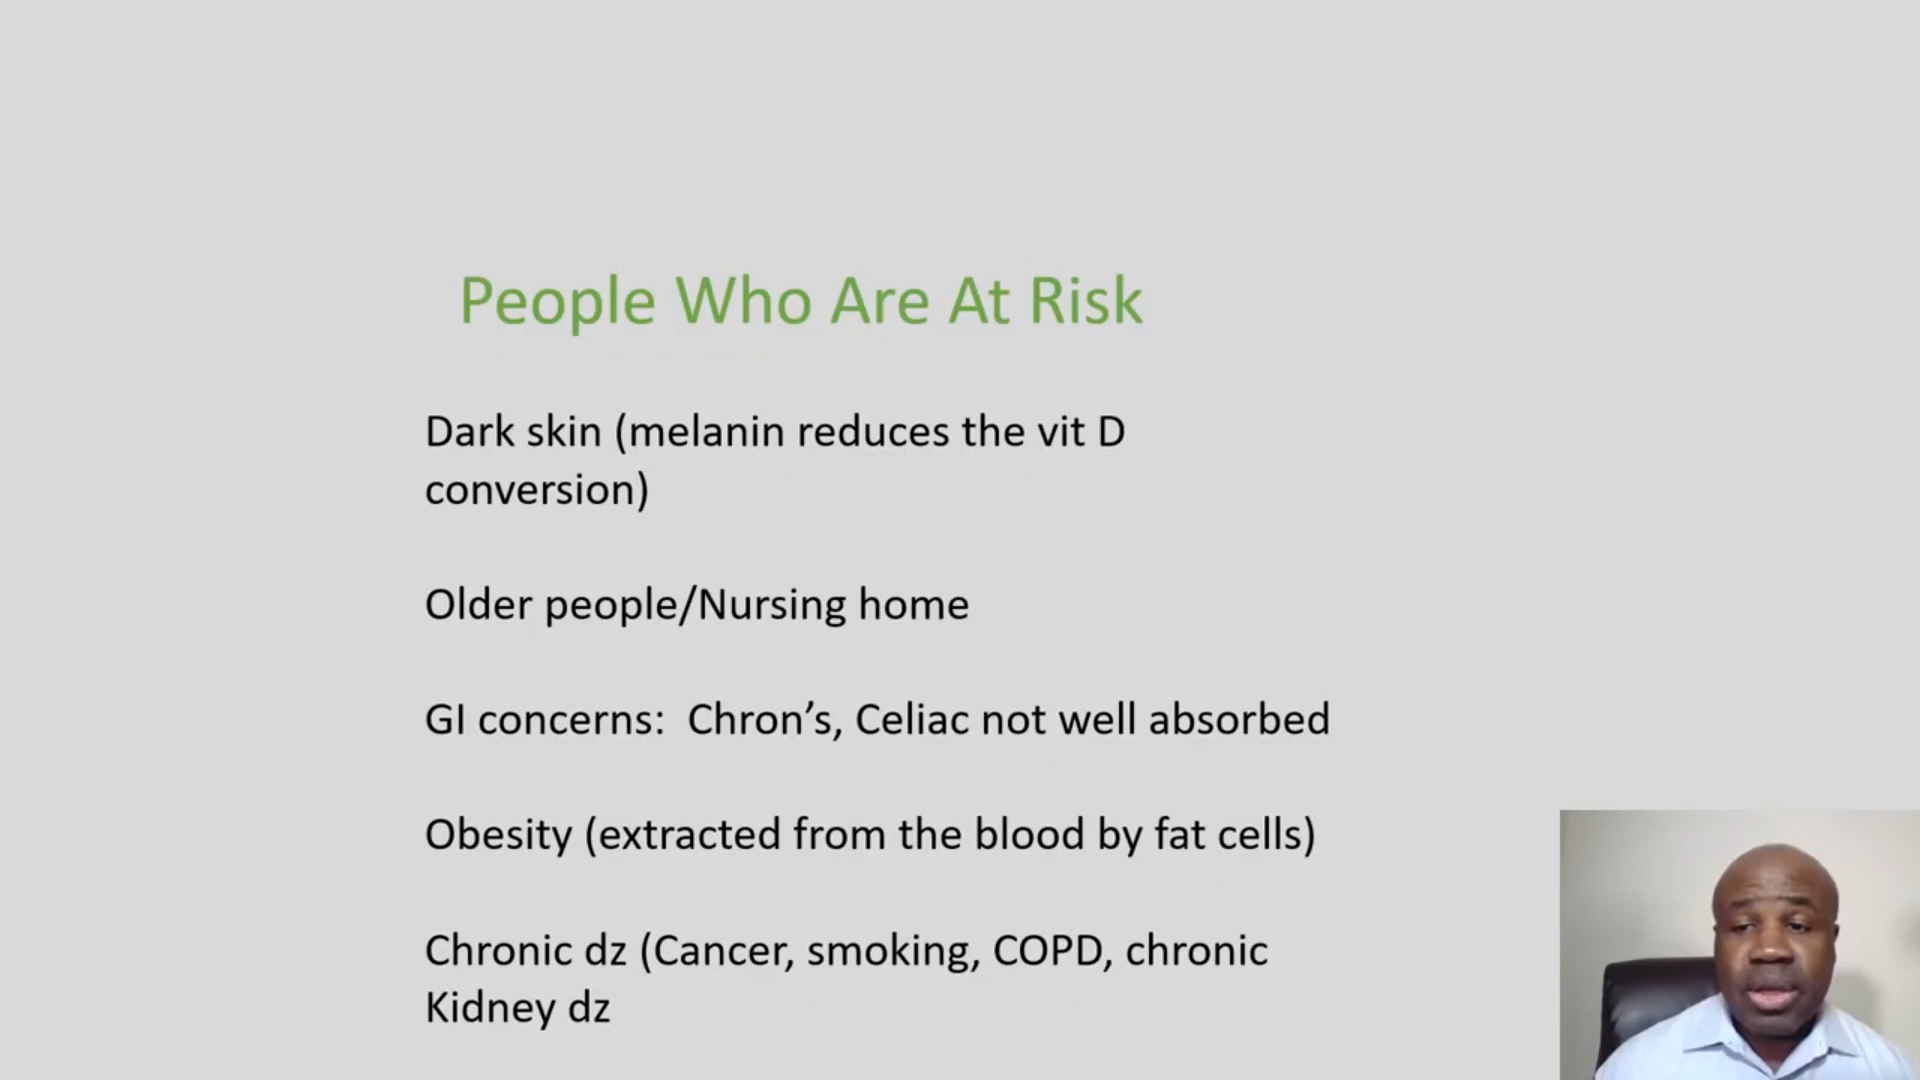 People Who Are At Risk
Dark skin (melanin reduces the vit D
conversion)
Older people/Nursing home
GI concerns:  Chron’s, Celiac not well absorbed
Obesity (extracted from the blood by fat cells)
Chronic dz (Cancer, smoking, COPD, chronic
Kidney dz